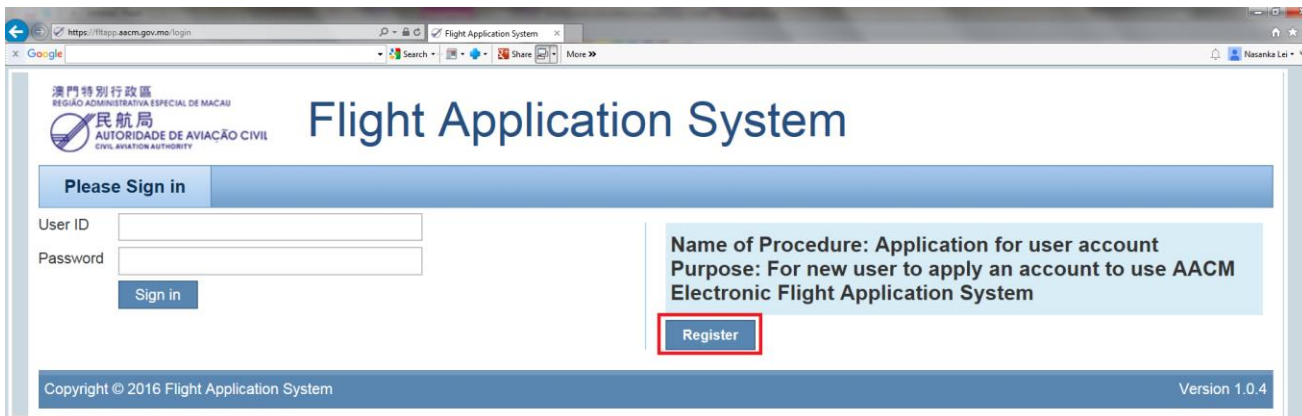 https://fltapp.aacm.gov.mo/login
Flight Application System
Google
Search
Share
More »
Nasanka Lei
澳門特別行政區
REGIÃO ADMINISTRATIVA ESPECIAL DE MACAU
民航局
AUTORIDADE DE AVIAÇÃO CIVIL
CIVIL AVIATION AUTHORITY
Flight Application System
Please Sign in
User ID
Password
Sign in
Name of Procedure: Application for user account
Purpose: For new user to apply an account to use AACM
Electronic Flight Application System
Register
Copyright © 2016 Flight Application System
Version 1.0.4